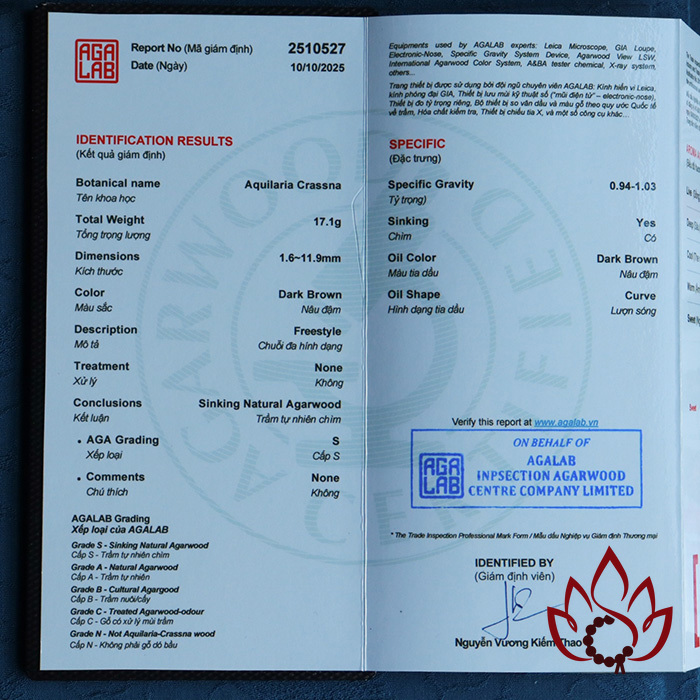 AGA
LAB
Report No (Mã giám định) 2510527
Date (Ngày) 10/10/2025
IDENTIFICATION RESULTS
(Kết quả giám định)
Botanical name Aquilaria Crassna
Tên khoa học
Total Weight 17.1g
Tổng trọng lượng
Dimensions 1.6~11.9mm
Kích thước
Color Dark Brown
Màu sắc Nâu đậm
Description Freestyle
Mô tả Chuỗi đa hình dạng
Treatment None
Xử lý Không
Conclusions Sinking Natural Agarwood
Kết luận Trầm tự nhiên chìm
• AGA Grading S
Xếp loại Cấp S
• Comments None
Chú thích Không
AGALAB Grading
Xếp loại của AGALAB
Grade S - Sinking Natural Agarwood
Cấp S - Trầm tự nhiên chìm
Grade A - Natural Agarwood
Cấp A - Trầm tự nhiên
Grade B - Cultural Agargood
Cấp B - Trầm nuôi/cấy
Grade C - Treated Agarwood-odour
Cấp C - Gỗ có xử lý mùi trầm
Grade N - Not Aquilaria-Crassna wood
Cấp N - Không phải gỗ dó bầu
Equipments used by AGALAB experts: Leica Microscope, GIA Loupe,
Electronic-Nose, Specific Gravity System Device, Agarwood View LSW,
International Agarwood Color System, A&BA tester chemical, X-ray system,
others...
Trang thiết bị được sử dụng bởi đội ngũ chuyên viên AGALAB: Kính hiển vi Leica,
kính phóng đại GIA, Thiết bị lưu mùi kỹ thuật số ("mũi điện tử" – electronic-nose),
Thiết bị đo tỷ trọng riêng, Bộ thiết bị so vân dầu và màu gỗ theo quy ước Quốc tế
về trầm, Hóa chất kiểm tra, Thiết bị chiếu tia X, và một số công cụ khác...
SPECIFIC
(Đặc trưng)
Specific Gravity 0.94-1.03
Tỷ trọng)
Sinking Yes
Chìm Có
Oil Color Dark Brown
Màu tia dầu Nâu đậm
Oil Shape Curve
Hình dạng tia dầu Lượn sóng
Verify this report at www.agalab.vn
ON BEHALF OF
AGALAB
INPSECTION AGARWOOD
CENTRE COMPANY LIMITED
AGA
LAB
* The Trade Inspection Professional Mark Form / Mẫu dấu Nghiệp vụ Giám định Thương mại
IDENTIFIED BY
(Giám định viên)
Nguyễn Vương Kiếm Thao
AGARWOOD
CERTIFIED